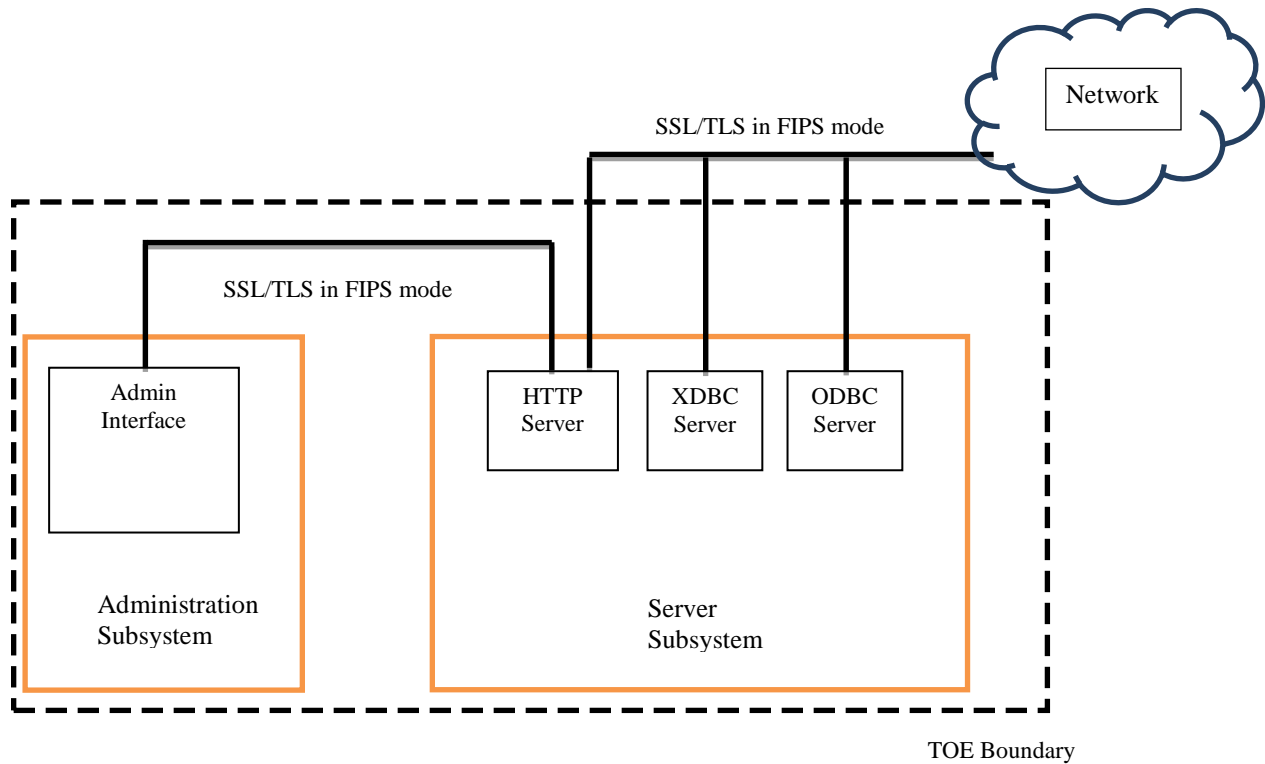 Network
SSL/TLS in FIPS mode
SSL/TLS in FIPS mode
Admin
Interface
HTTP
Server
XDBC
Server
ODBC
Server
Administration
Subsystem
Server
Subsystem
TOE Boundary